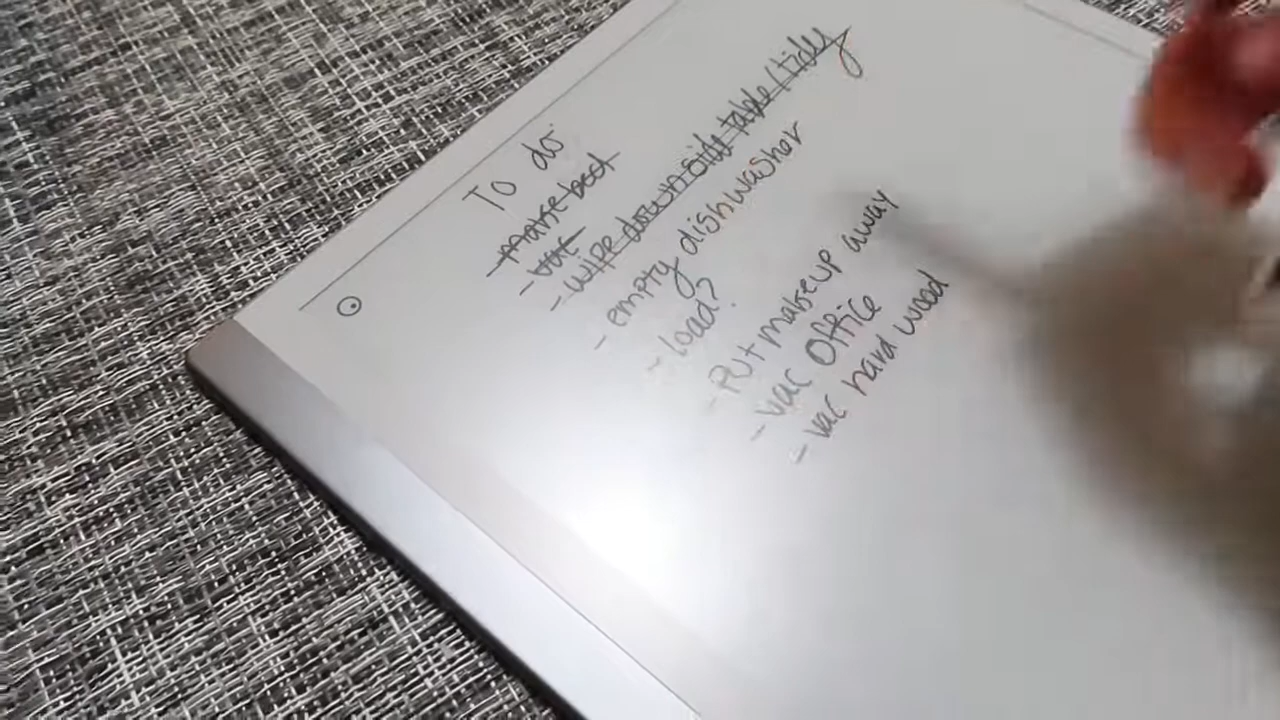 To do
- make bed
- vac
- wipe down side table / tidy
- empty dishwasher
- load?
- Put makeup away
- vac Office
- vac hard wood